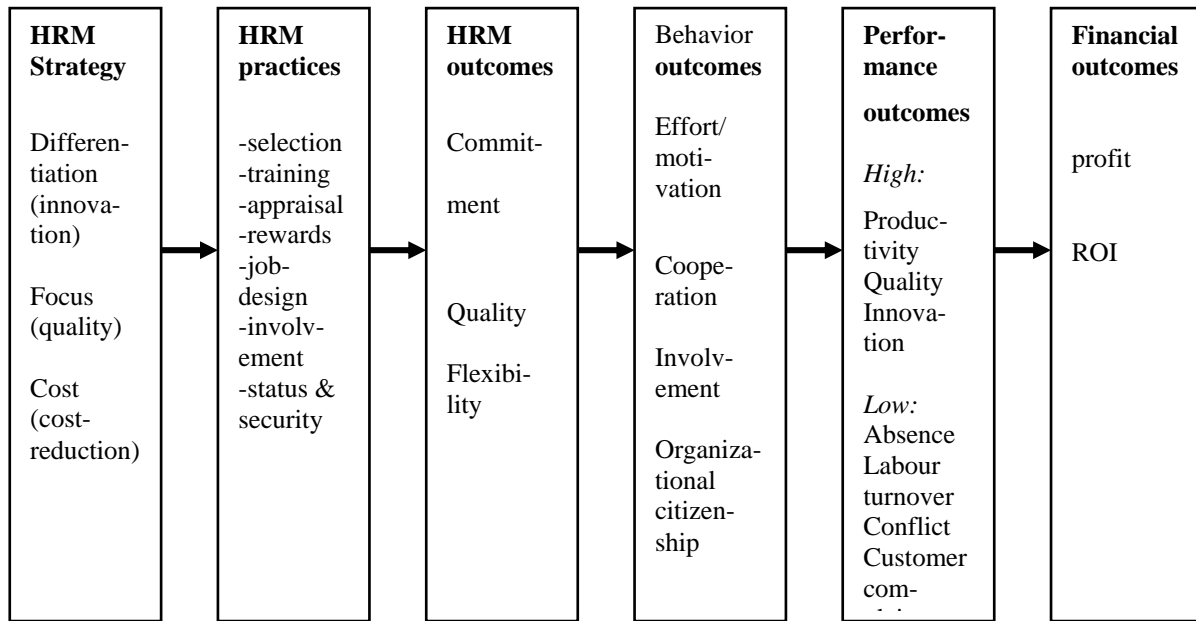 HRM
Strategy
Differen-
tiation
(innova-
tion)
Focus
(quality)
Cost
(cost-
reduction)
HRM
practices
-selection
-training
-appraisal
-rewards
-job-
design
-involv-
ement
-status &
security
HRM
outcomes
Commit-
ment
Quality
Flexibi-
lity
Behavior
outcomes
Effort/
moti-
vation
Coope-
ration
Involv-
ement
Organiza-
tional
citizen-
ship
Perfor-
mance
outcomes
High:
Produc-
tivity
Quality
Innova-
tion
Low:
Absence
Labour
turnover
Conflict
Customer
com-
Financial
outcomes
profit
ROI